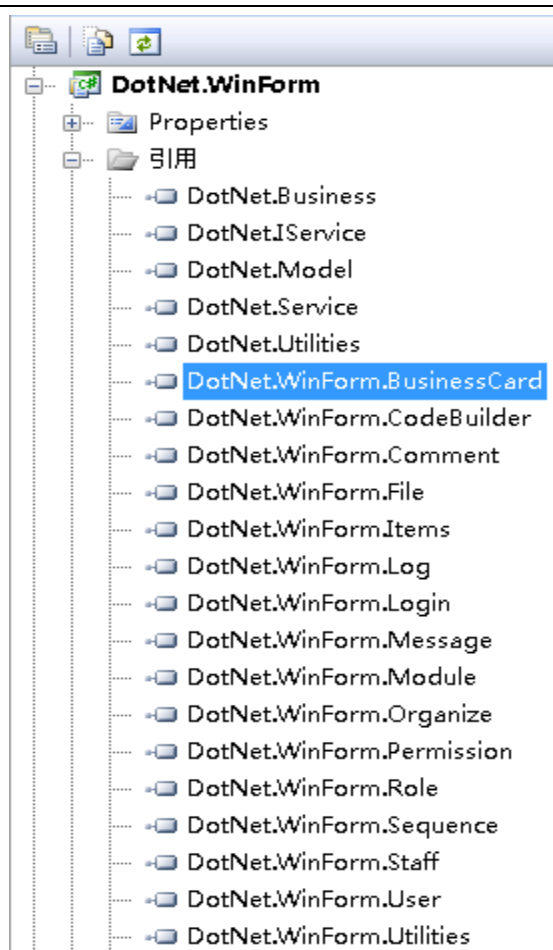 DotNet.WinForm
Properties
引用
DotNet.Business
DotNet.IService
DotNet.Model
DotNet.Service
DotNet.Utilities
DotNet.WinForm.BusinessCard
DotNet.WinForm.CodeBuilder
DotNet.WinForm.Comment
DotNet.WinForm.File
DotNet.WinForm.Items
DotNet.WinForm.Log
DotNet.WinForm.Login
DotNet.WinForm.Message
DotNet.WinForm.Module
DotNet.WinForm.Organize
DotNet.WinForm.Permission
DotNet.WinForm.Role
DotNet.WinForm.Sequence
DotNet.WinForm.Staff
DotNet.WinForm.User
DotNet.WinForm.Utilities